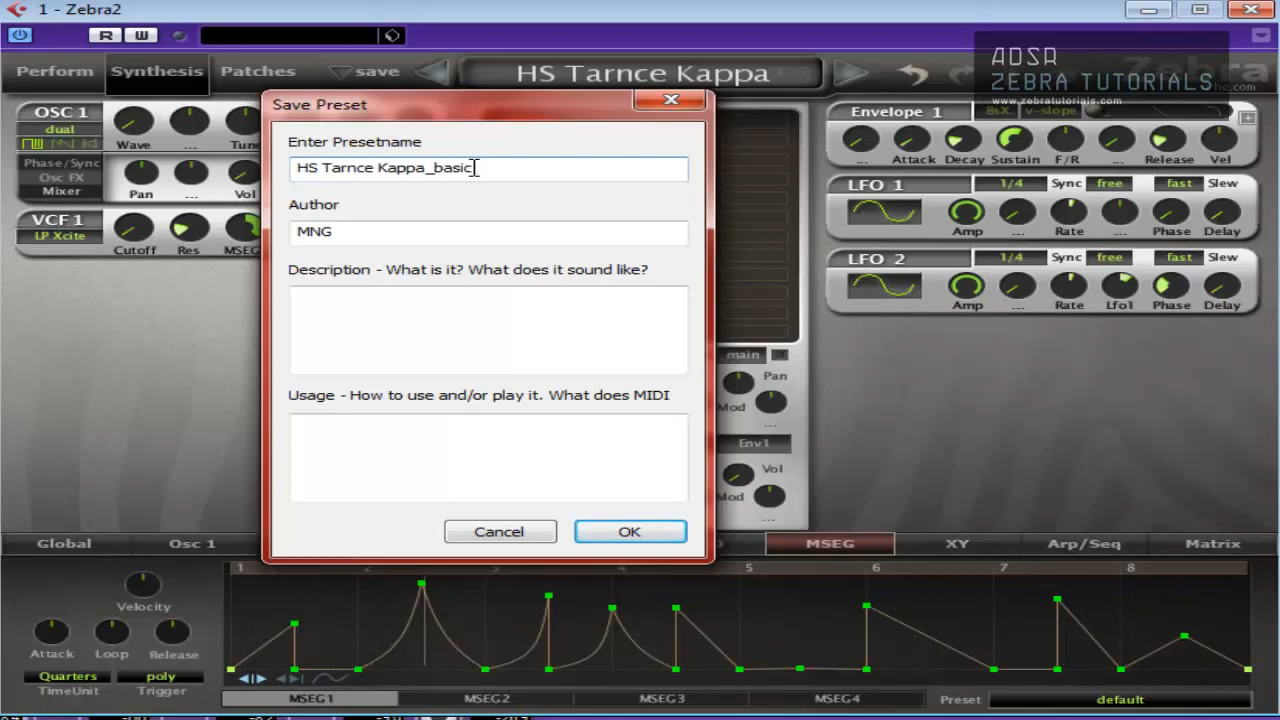 1 - Zebra2
R W
ADSR
ZEBRA TUTORIALS
www.zebratutorials.com
Perform Synthesis Patches save HS Tarnce Kappa
Save Preset
Enter Presetname
HS Tarnce Kappa_basic
Author
MNG
Description - What is it? What does it sound like?
Usage - How to use and/or play it. What does MIDI
Cancel OK
OSC 1
dual
Wave ... Tune
Phase/Sync
Osc FX
Mixer
Pan ... Vol
VCF 1
LP Xcite
Cutoff Res MSEG
main
Pan
Mod
...
Env1
Vol
Mod
...
Envelope 1 8sX v-slope
... Attack Decay Sustain F/R ... Release Vel
LFO 1 1/4 Sync free fast Slew
Amp ... Rate ... Phase Delay
LFO 2 1/4 Sync free fast Slew
Amp ... Rate Lfo1 Phase Delay
Global Osc 1 MSEG XY Arp/Seq Matrix
1 2 3 4 5 6 7 8
Velocity
Attack Loop Release
Quarters poly
TimeUnit Trigger
MSEG1 MSEG2 MSEG3 MSEG4 Preset default